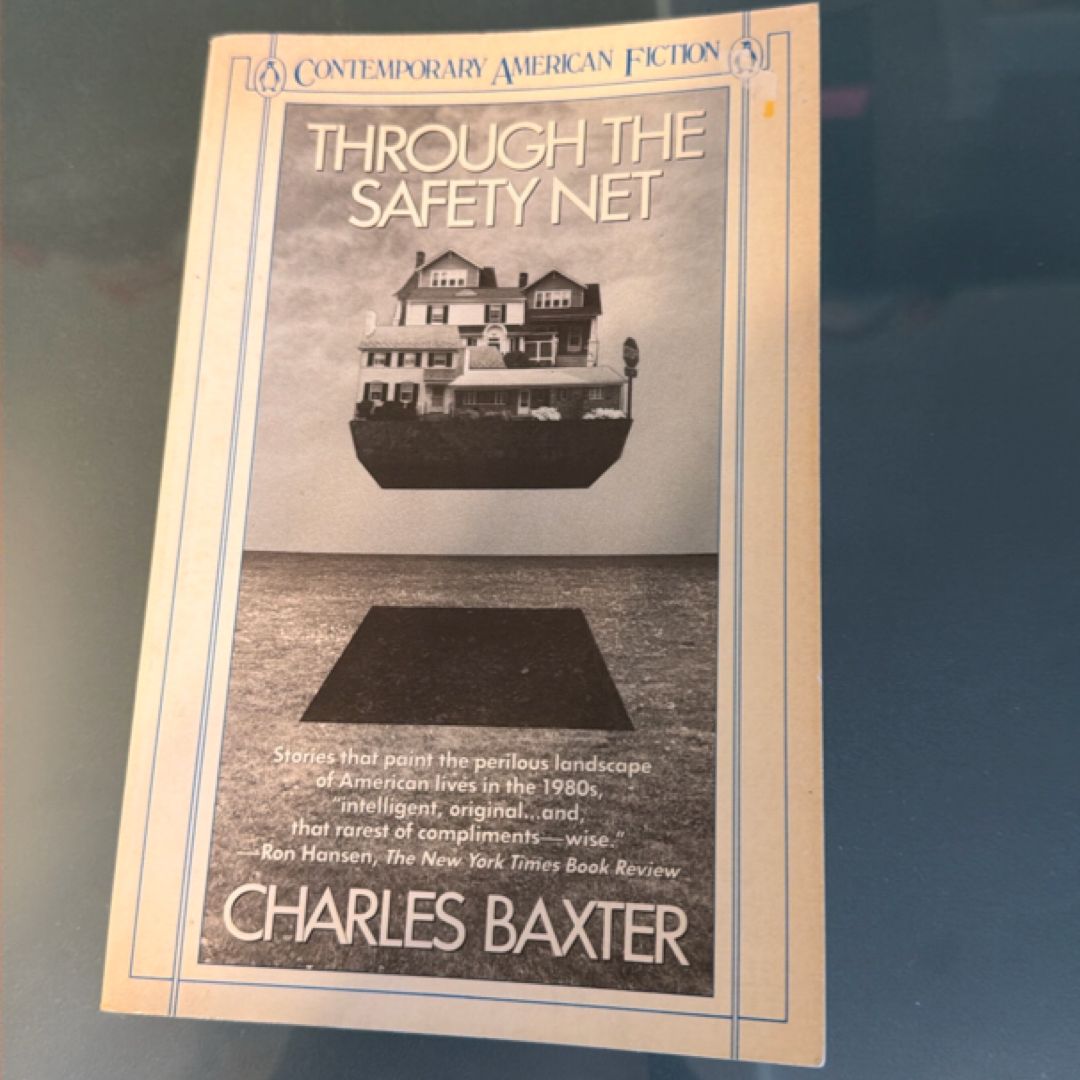 CONTEMPORARY AMERICAN FICTION
THROUGH THE
SAFETY NET
Stories that paint the perilous landscape
of American lives in the 1980s,
"intelligent, original...and,
that rarest of compliments—wise."
—Ron Hansen, The New York Times Book Review
CHARLES BAXTER